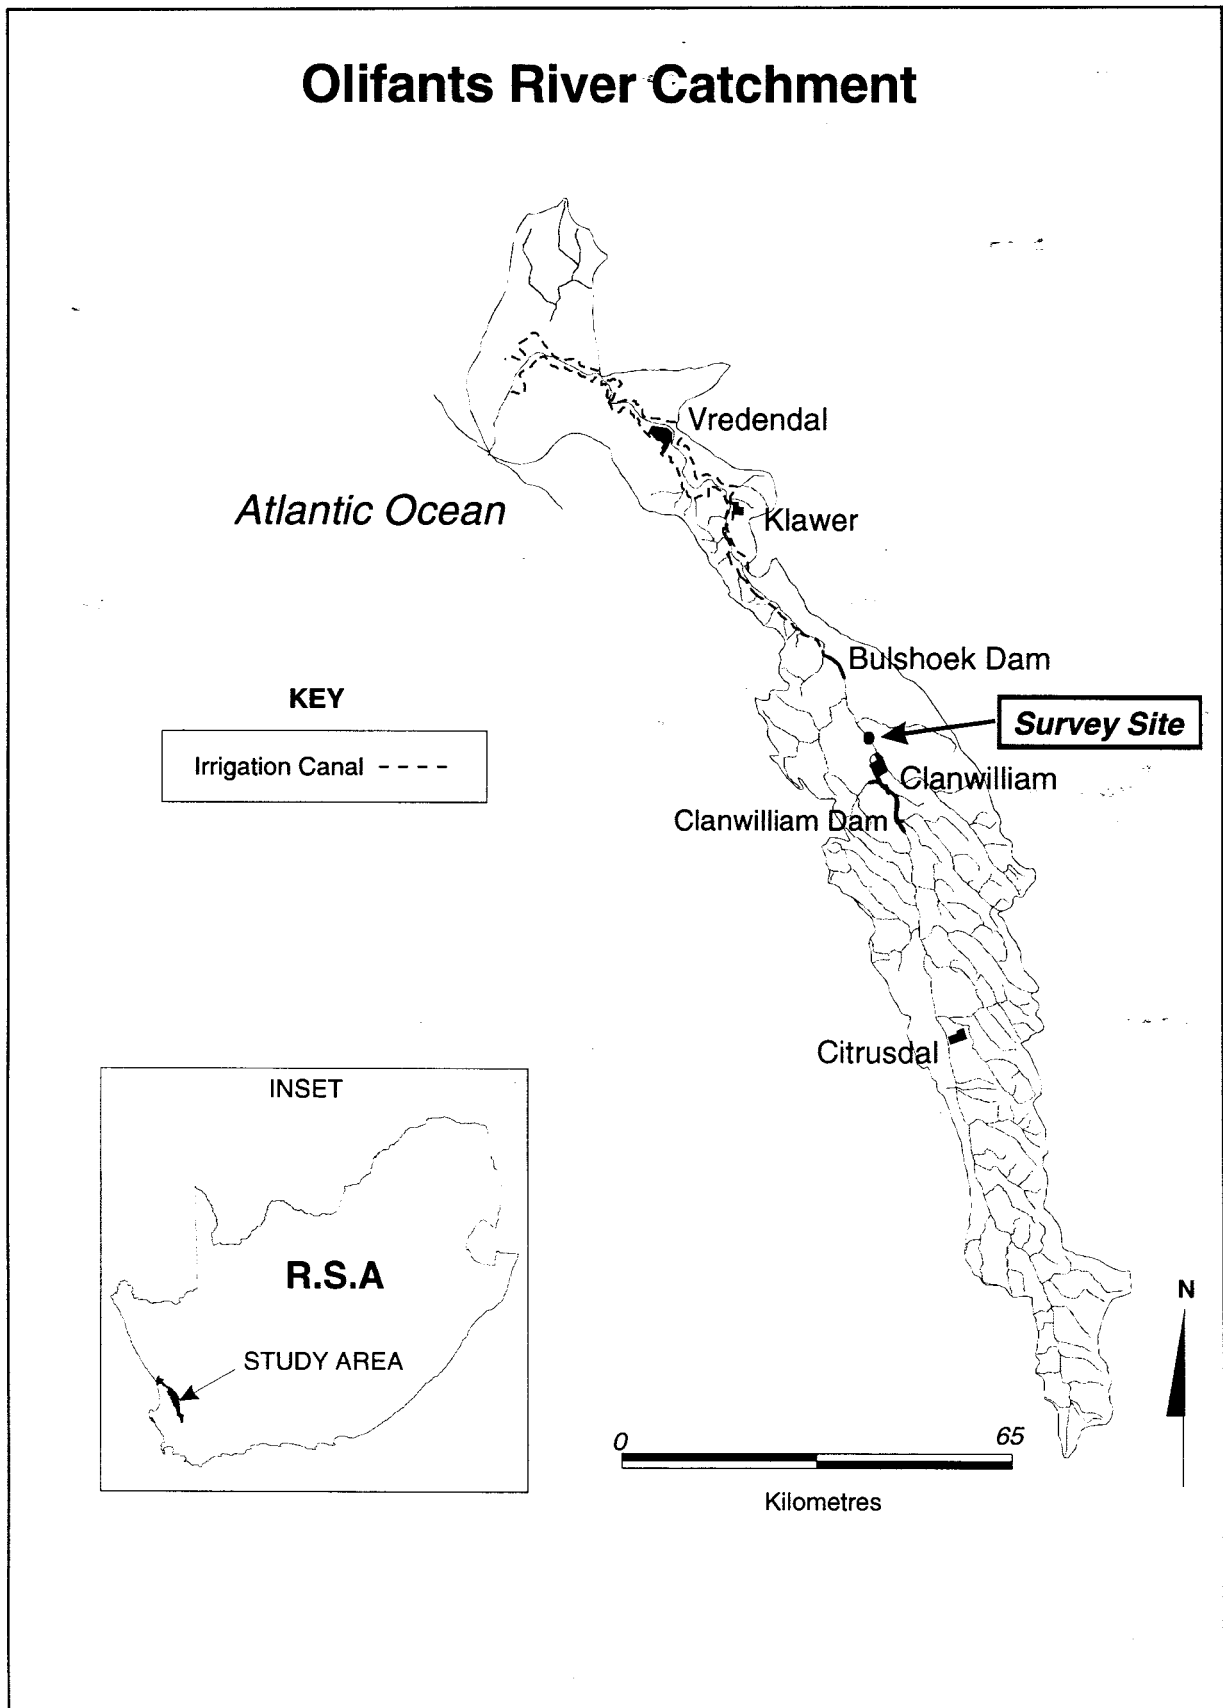 Olifants River Catchment
Vredendal
Atlantic Ocean
Klawer
Bulshoek Dam
KEY
Survey Site
Irrigation Canal - - - -
Clanwilliam
Clanwilliam Dam
Citrusdal
INSET
R.S.A
N
STUDY AREA
0 65
Kilometres